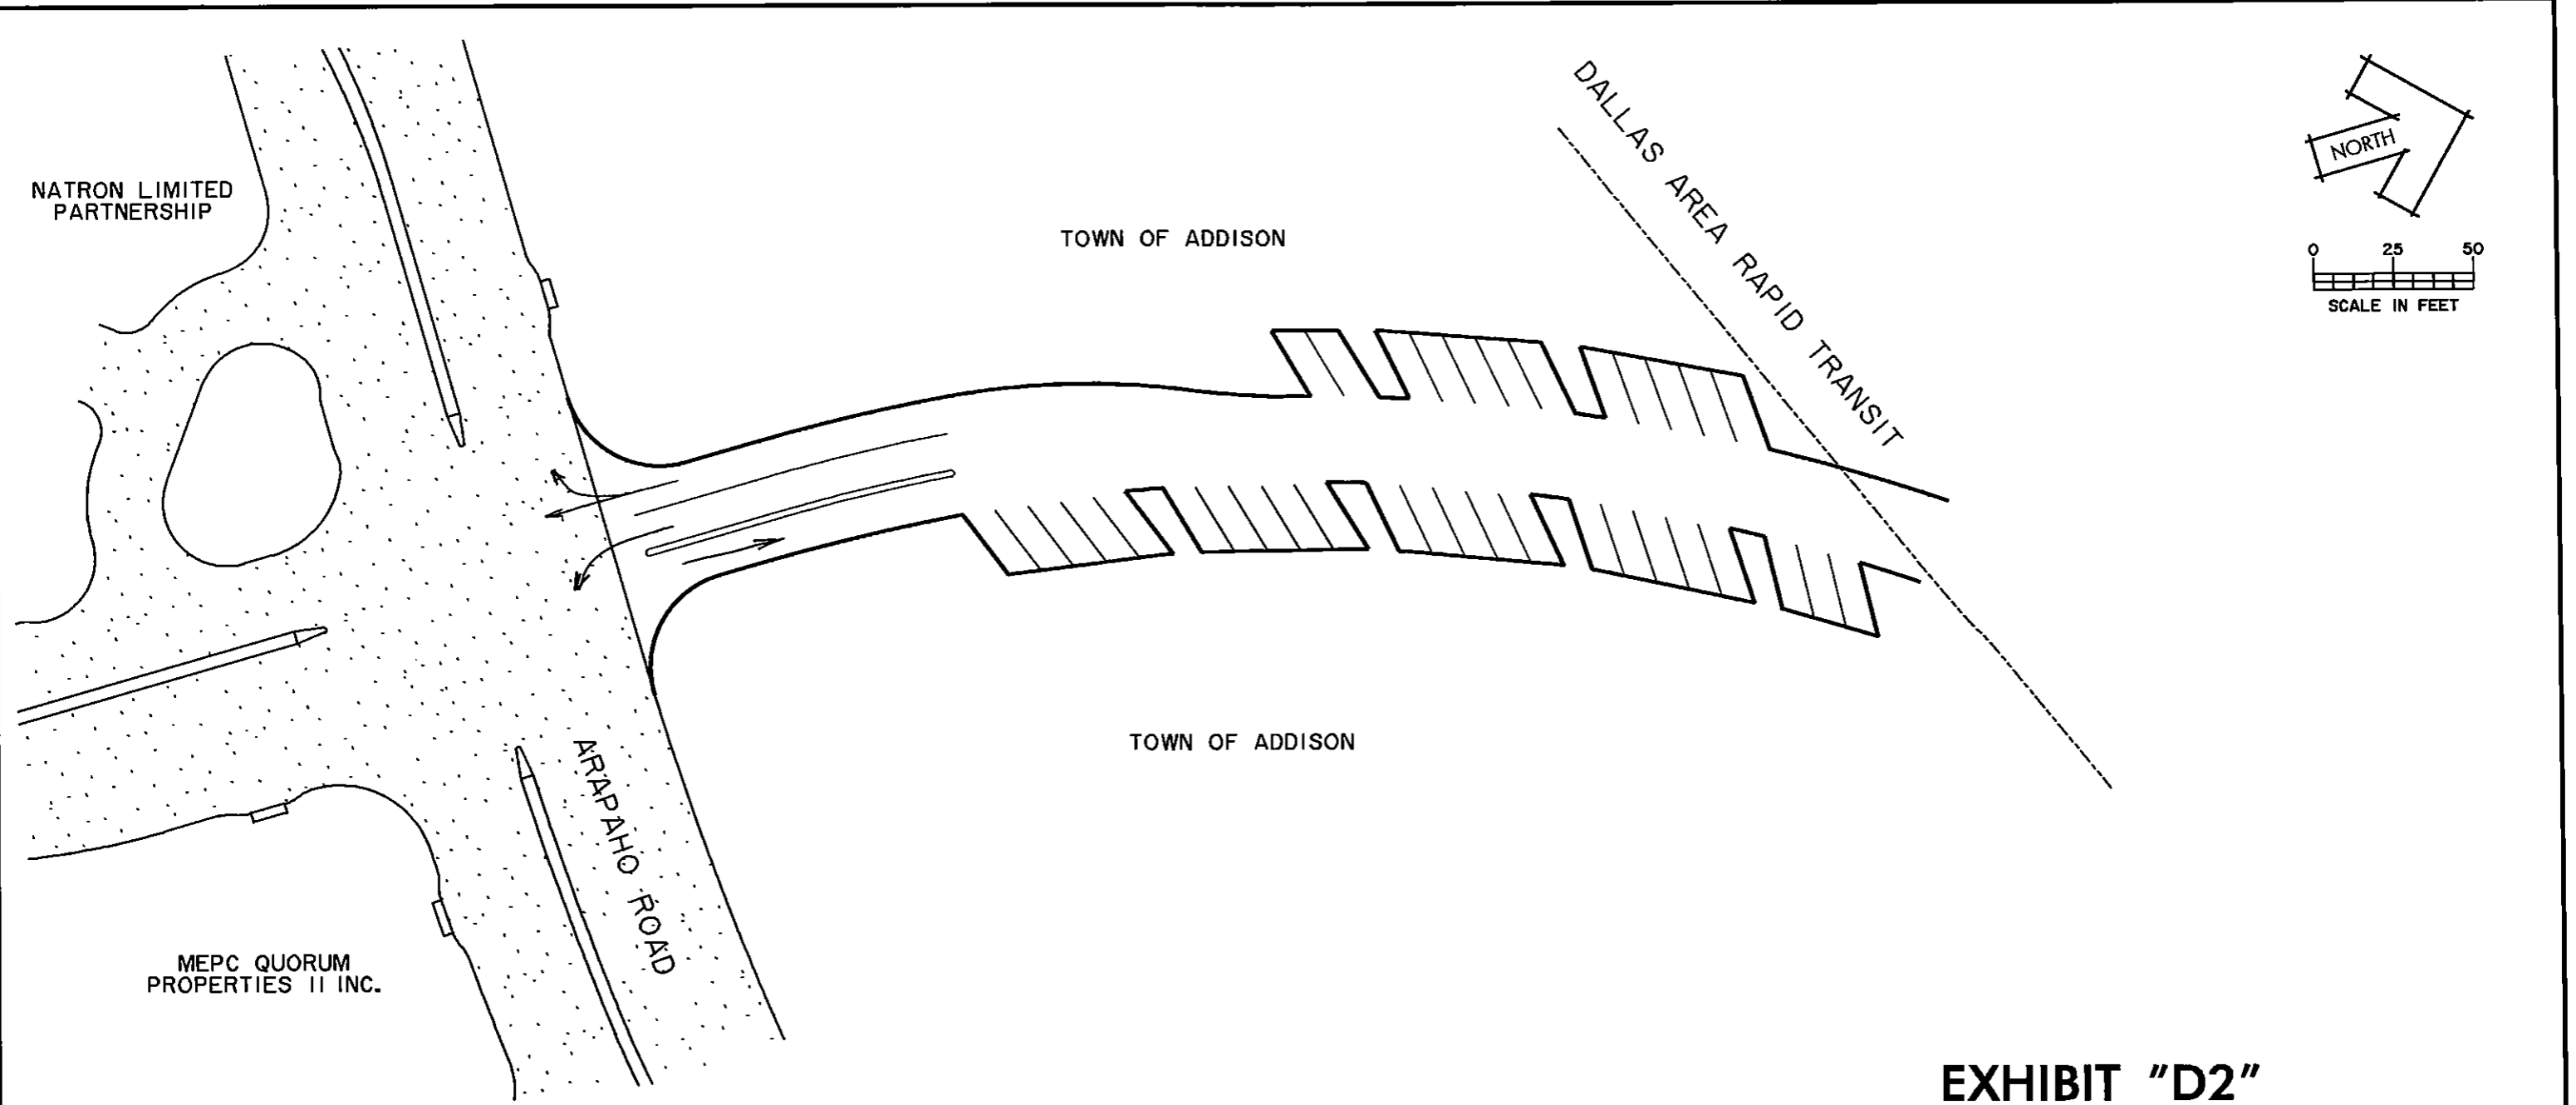 NATRON LIMITED
PARTNERSHIP
TOWN OF ADDISON
DALLAS AREA RAPID TRANSIT
NORTH
0 25 50
SCALE IN FEET
TOWN OF ADDISON
ARAPAHO ROAD
MEPC QUORUM
PROPERTIES II INC.
EXHIBIT "D2"